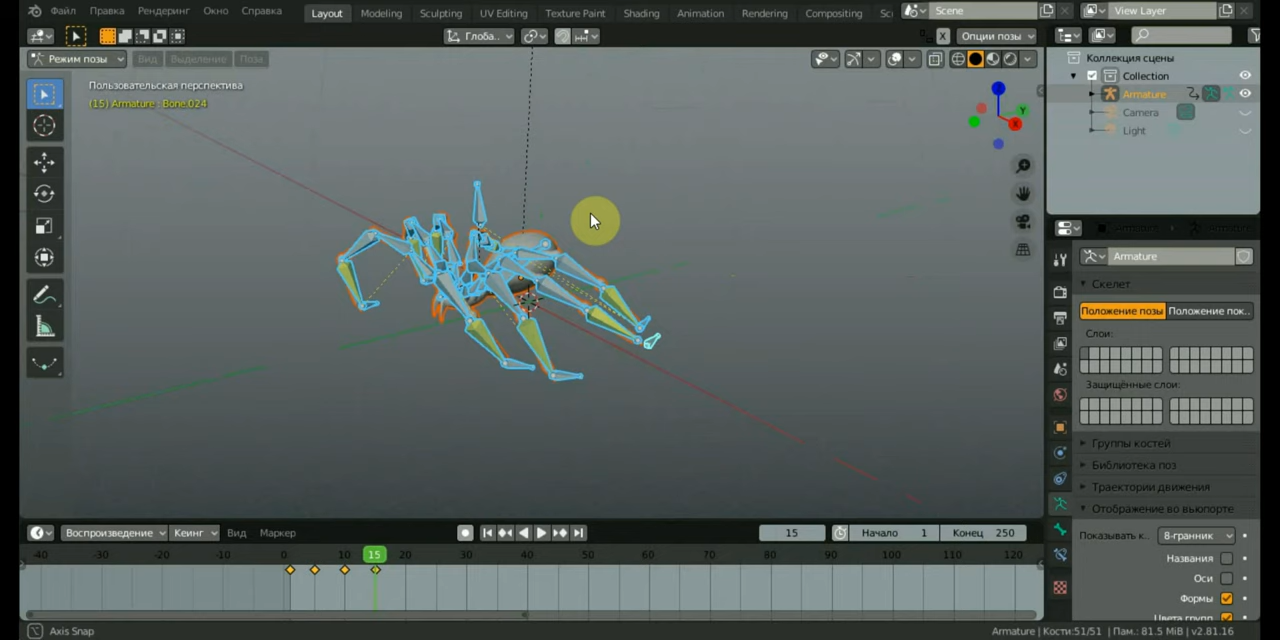 Файл Правка Рендеринг Окно Справка Layout Modeling Sculpting UV Editing Texture Paint Shading Animation Rendering Compositing Sc Scene View Layer
Глоба.. Опции позы
Режим позы Вид Выделение Поза
Коллекция сцены
Collection
Armature
Camera
Light
Пользовательская перспектива
(15) Armature : Bone.024
Y
X
Armature
Скелет
Положение позы Положение пок..
Слои:
Защищённые слои:
Группы костей
Библиотека поз
Траектории движения
Отображение во вьюпорте
Показывать к.. 8-гранник
Названия
Оси
Формы
Цвета групп
Воспроизведение Кеинг Вид Маркер 15 Начало 1 Конец 250
-40 -30 -20 -10 0 10 15 20 30 40 50 60 70 80 90 100 110 120
Axis Snap Armature | Кости:51/51 | Пам.: 81.5 MiB | v2.81.16